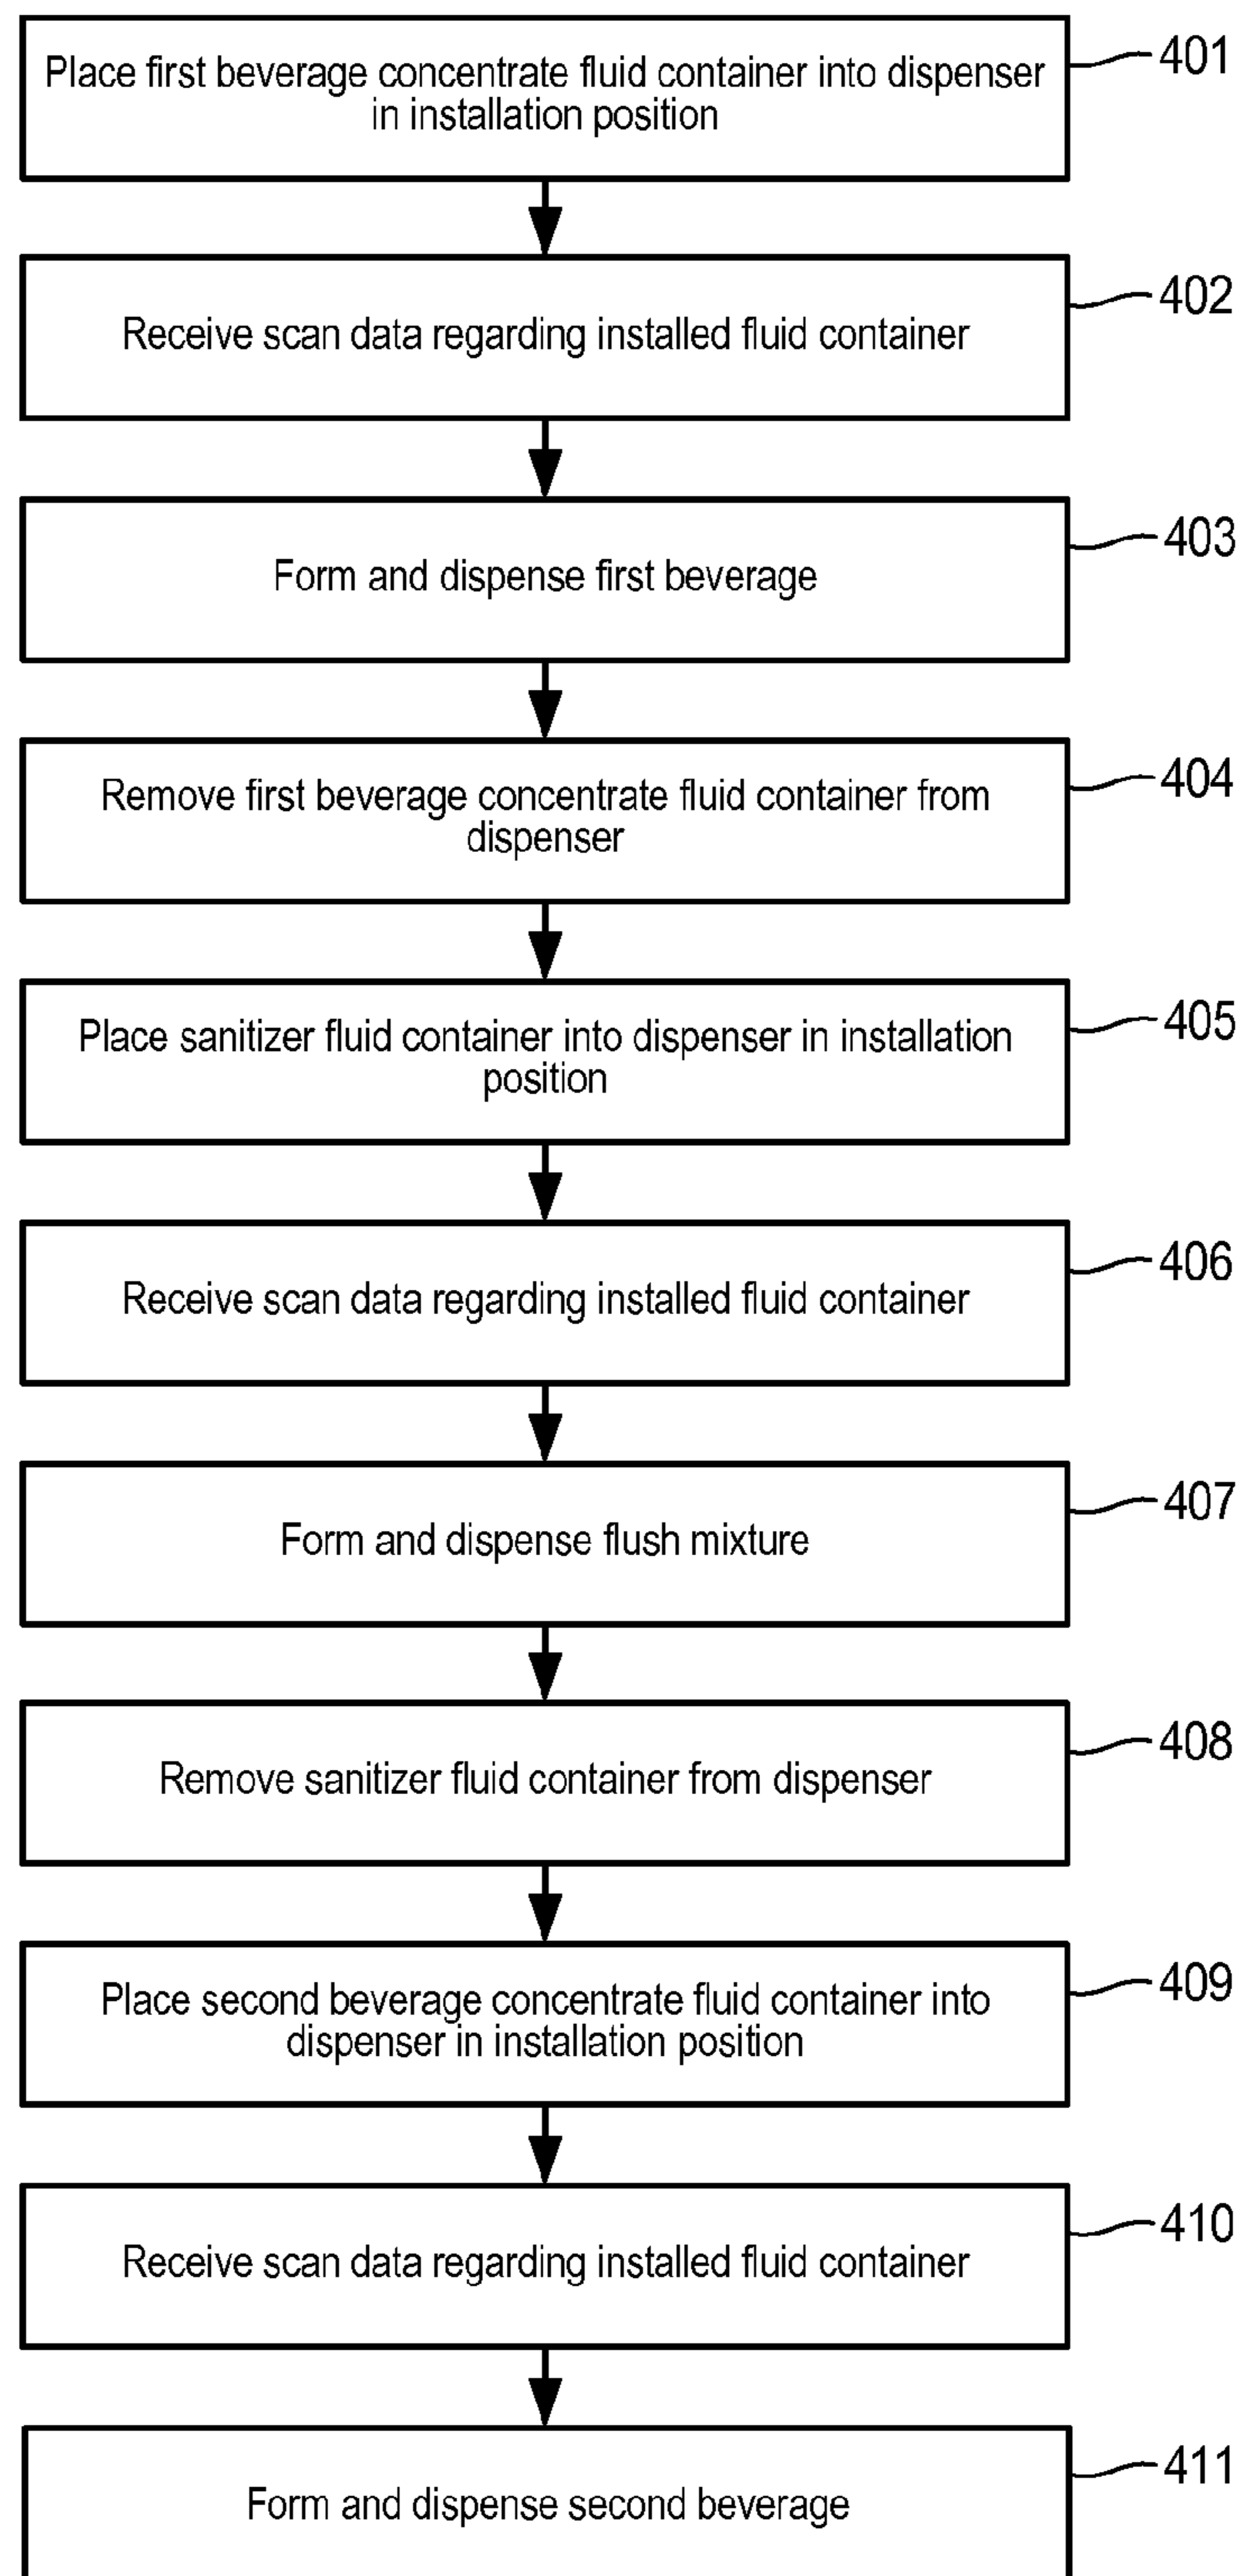 Place first beverage concentrate fluid container into dispenser
in installation position
401
Receive scan data regarding installed fluid container
402
Form and dispense first beverage
403
Remove first beverage concentrate fluid container from
dispenser
404
Place sanitizer fluid container into dispenser in installation
position
405
Receive scan data regarding installed fluid container
406
Form and dispense flush mixture
407
Remove sanitizer fluid container from dispenser
408
Place second beverage concentrate fluid container into
dispenser in installation position
409
Receive scan data regarding installed fluid container
410
Form and dispense second beverage
411